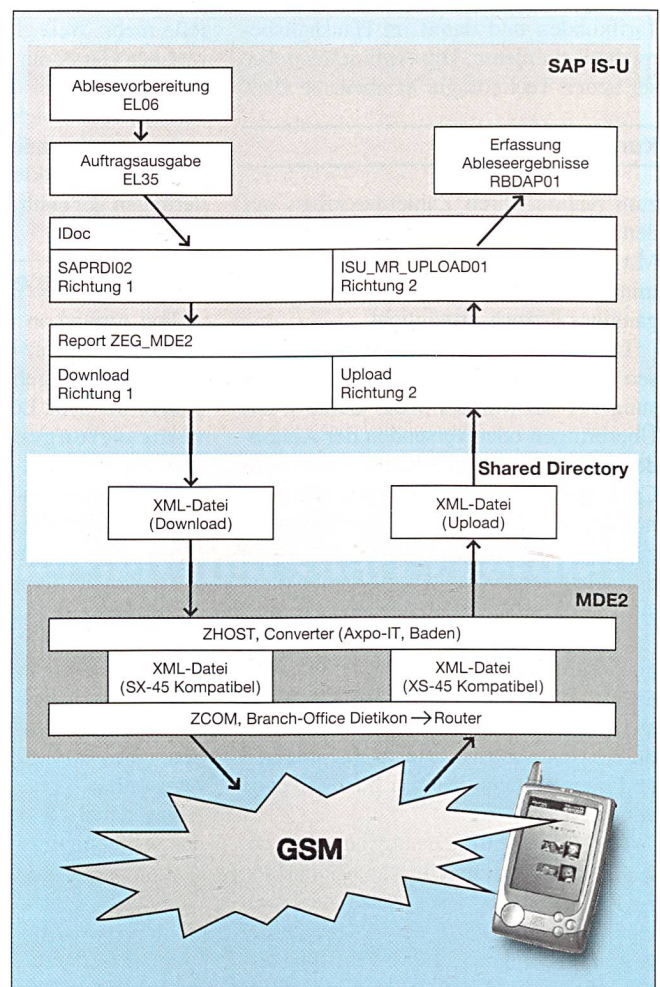 SAP IS-U
Ablesevorbereitung
EL06
Auftragsausgabe
EL35
Erfassung
Ableseergebnisse
RBDAP01
IDoc
SAPRDI02
Richtung 1
ISU_MR_UPLOAD01
Richtung 2
Report ZEG_MDE2
Download
Richtung 1
Upload
Richtung 2
Shared Directory
XML-Datei
(Download)
XML-Datei
(Upload)
MDE2
ZHOST, Converter (Axpo-IT, Baden)
XML-Datei
(SX-45 Kompatibel)
XML-Datei
(XS-45 Kompatibel)
ZCOM, Branch-Office Dietikon → Router
GSM